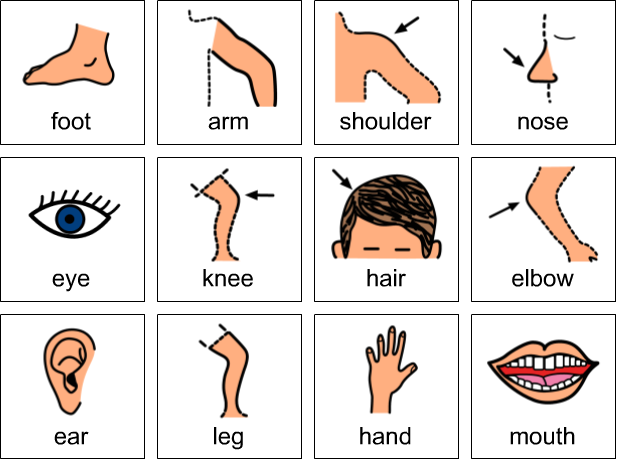 foot
arm
shoulder
nose
eye
knee
hair
elbow
ear
leg
hand
mouth